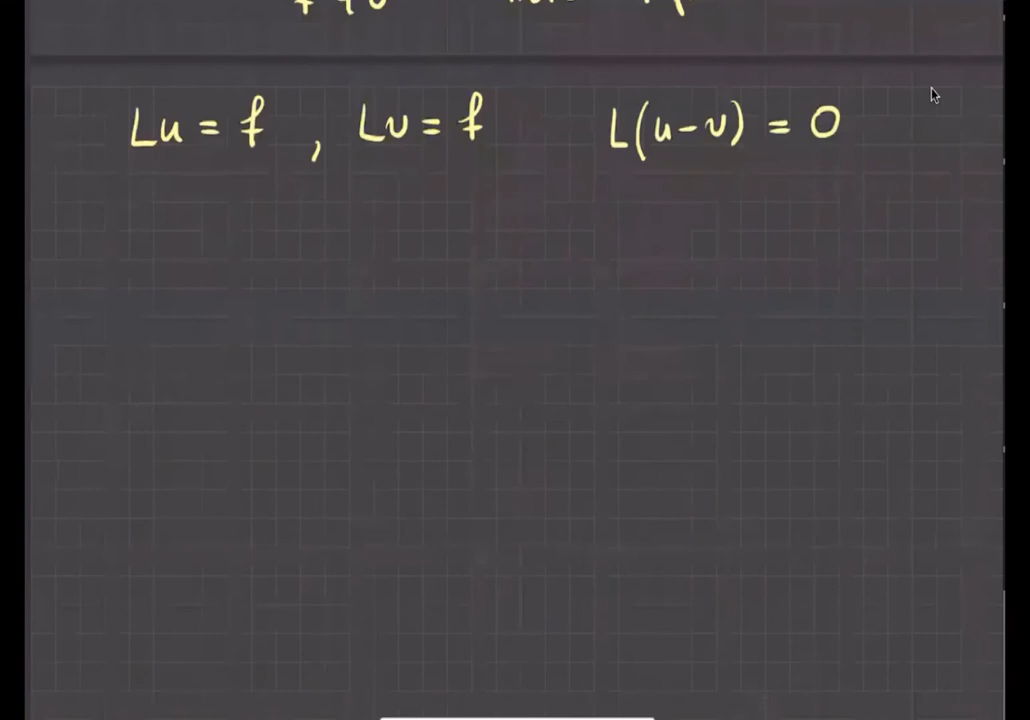 Lu = f , Lv = f L(u-v) = 0